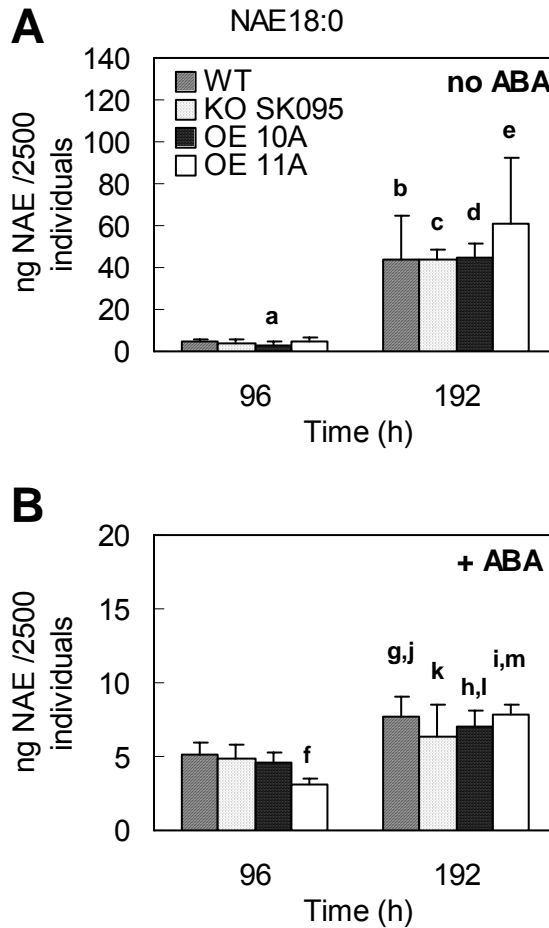 A
NAE18:0
140
120
100
80
60
40
20
0
ng NAE /2500
individuals
WT
KO SK095
OE 10A
OE 11A
no ABA
a
b
c
d
e
96
192
Time (h)
B
20
15
10
5
0
ng NAE /2500
individuals
+ ABA
f
g,j
k
h,l
i,m
96
192
Time (h)